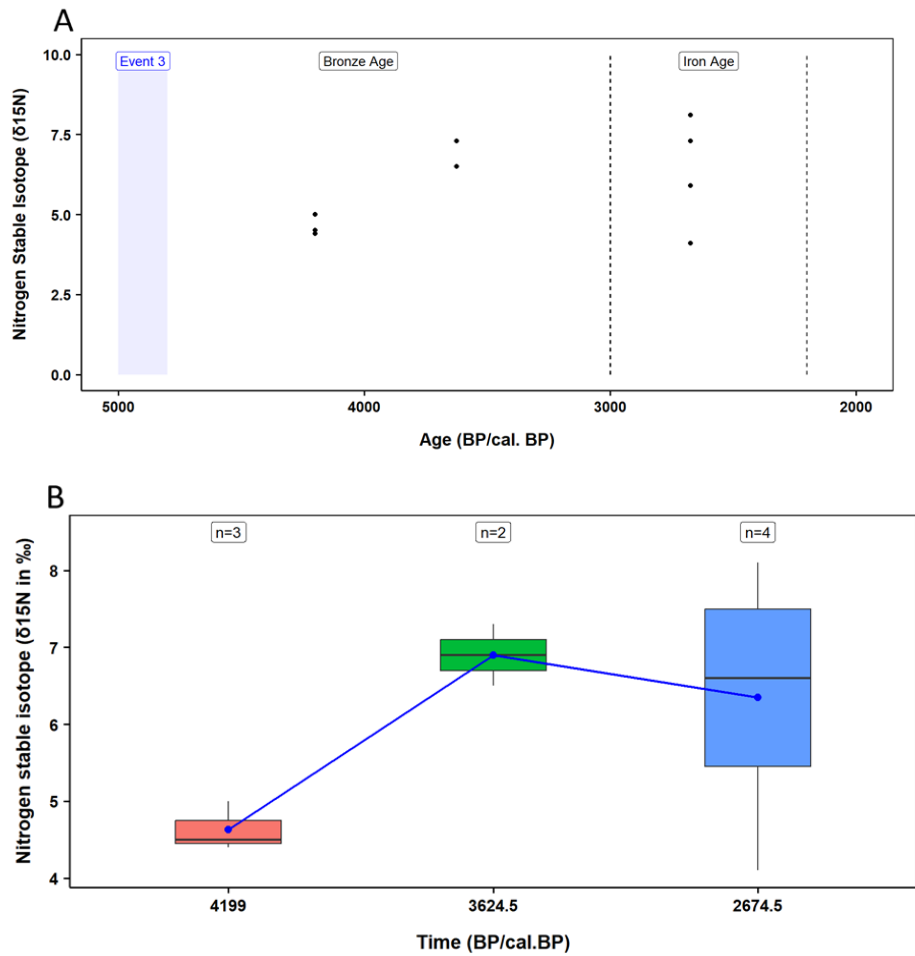 A
Event 3
Bronze Age
Iron Age
10.0
7.5
5.0
2.5
0.0
Nitrogen Stable Isotope (δ15N)
5000 4000 3000 2000
Age (BP/cal. BP)
B
n=3 n=2 n=4
8
7
6
5
4
Nitrogen stable isotope (δ15N in ‰)
4199 3624.5 2674.5
Time (BP/cal.BP)